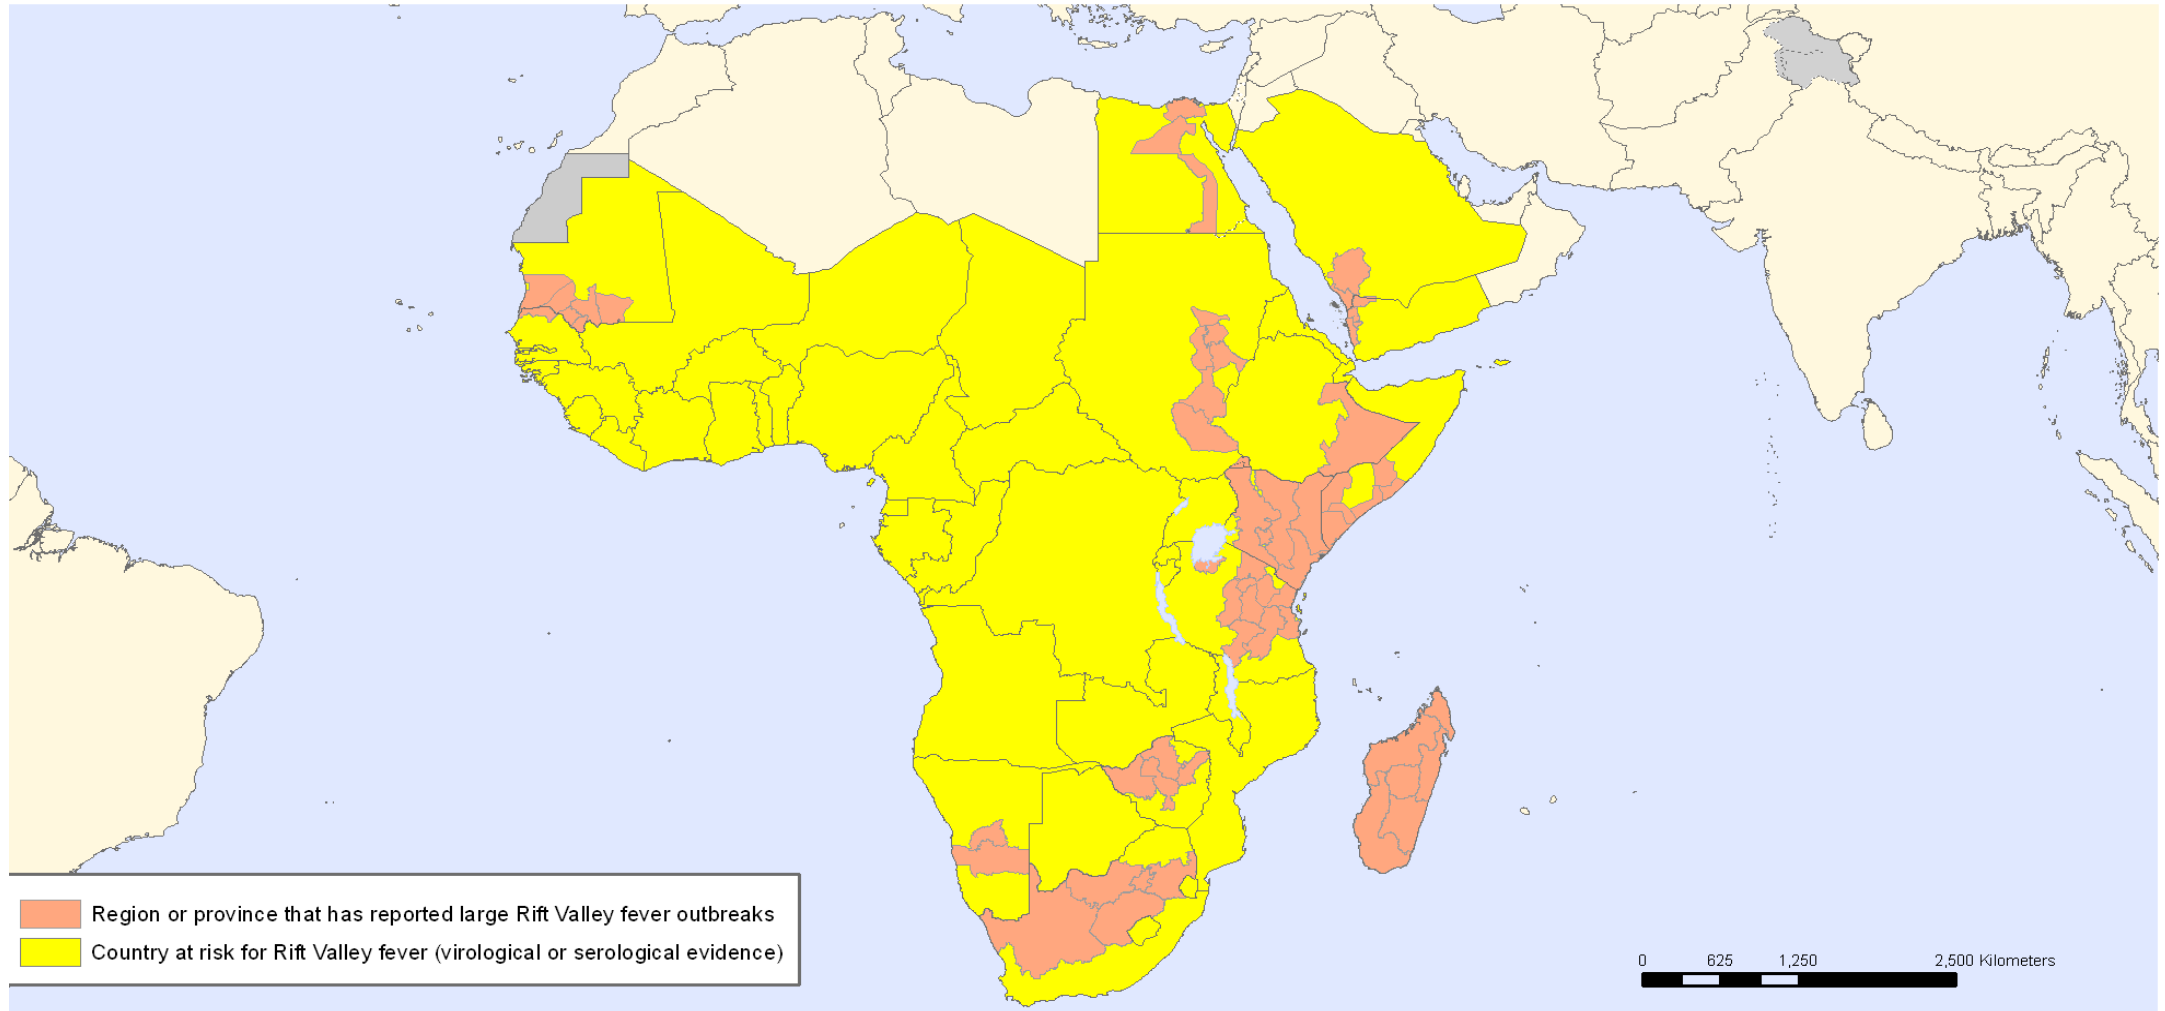 Region or province that has reported large Rift Valley fever outbreaks
Country at risk for Rift Valley fever (virological or serological evidence)
0 625 1,250 2,500 Kilometers